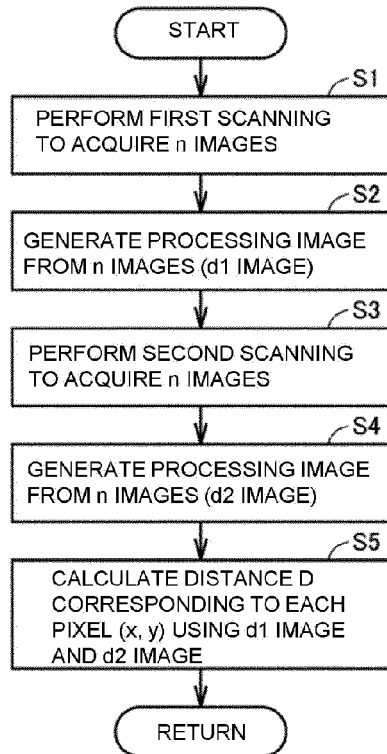 START
S1
PERFORM FIRST SCANNING
TO ACQUIRE n IMAGES
S2
GENERATE PROCESSING IMAGE
FROM n IMAGES (d1 IMAGE)
S3
PERFORM SECOND SCANNING
TO ACQUIRE n IMAGES
S4
GENERATE PROCESSING IMAGE
FROM n IMAGES (d2 IMAGE)
S5
CALCULATE DISTANCE D
CORRESPONDING TO EACH
PIXEL (x, y) USING d1 IMAGE
AND d2 IMAGE
RETURN